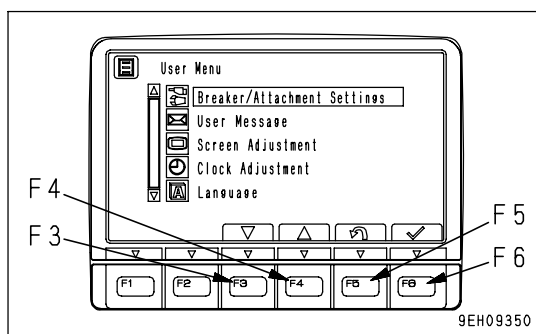 User Menu
Breaker/Attachment Settings
User Message
Screen Adjustment
Clock Adjustment
A Language
F4
F3
F5
F6
F1 F2 F3 F4 F5 F6
9EH09350